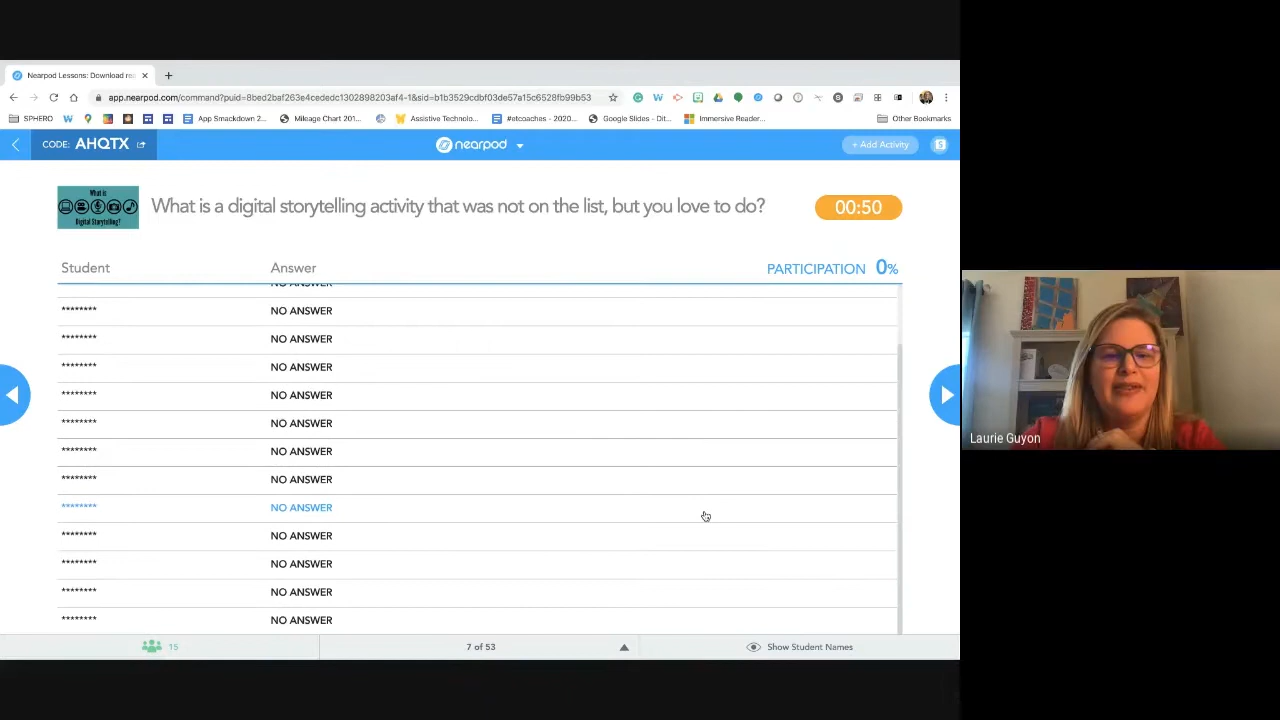 Nearpod Lessons: Download re
app.nearpod.com/command?puid=8bed2baf263e4cededc1302898203af4-1&sid=b1b3529cdbf03de57a15c6528fb99b53
SPHERO
App Smackdown 2...
Mileage Chart 201...
Assistive Technolo...
#etcoaches - 2020...
Google Slides - Dit...
Immersive Reader...
Other Bookmarks
CODE: AHQTX
nearpod
+ Add Activity
S
What is
Digital Storytelling?
What is a digital storytelling activity that was not on the list, but you love to do?
00:50
Student Answer PARTICIPATION 0%
NO ANSWER
******** NO ANSWER
******** NO ANSWER
******** NO ANSWER
******** NO ANSWER
******** NO ANSWER
******** NO ANSWER
******** NO ANSWER
******** NO ANSWER
******** NO ANSWER
******** NO ANSWER
******** NO ANSWER
******** NO ANSWER
15
7 of 53
Show Student Names
Laurie Guyon